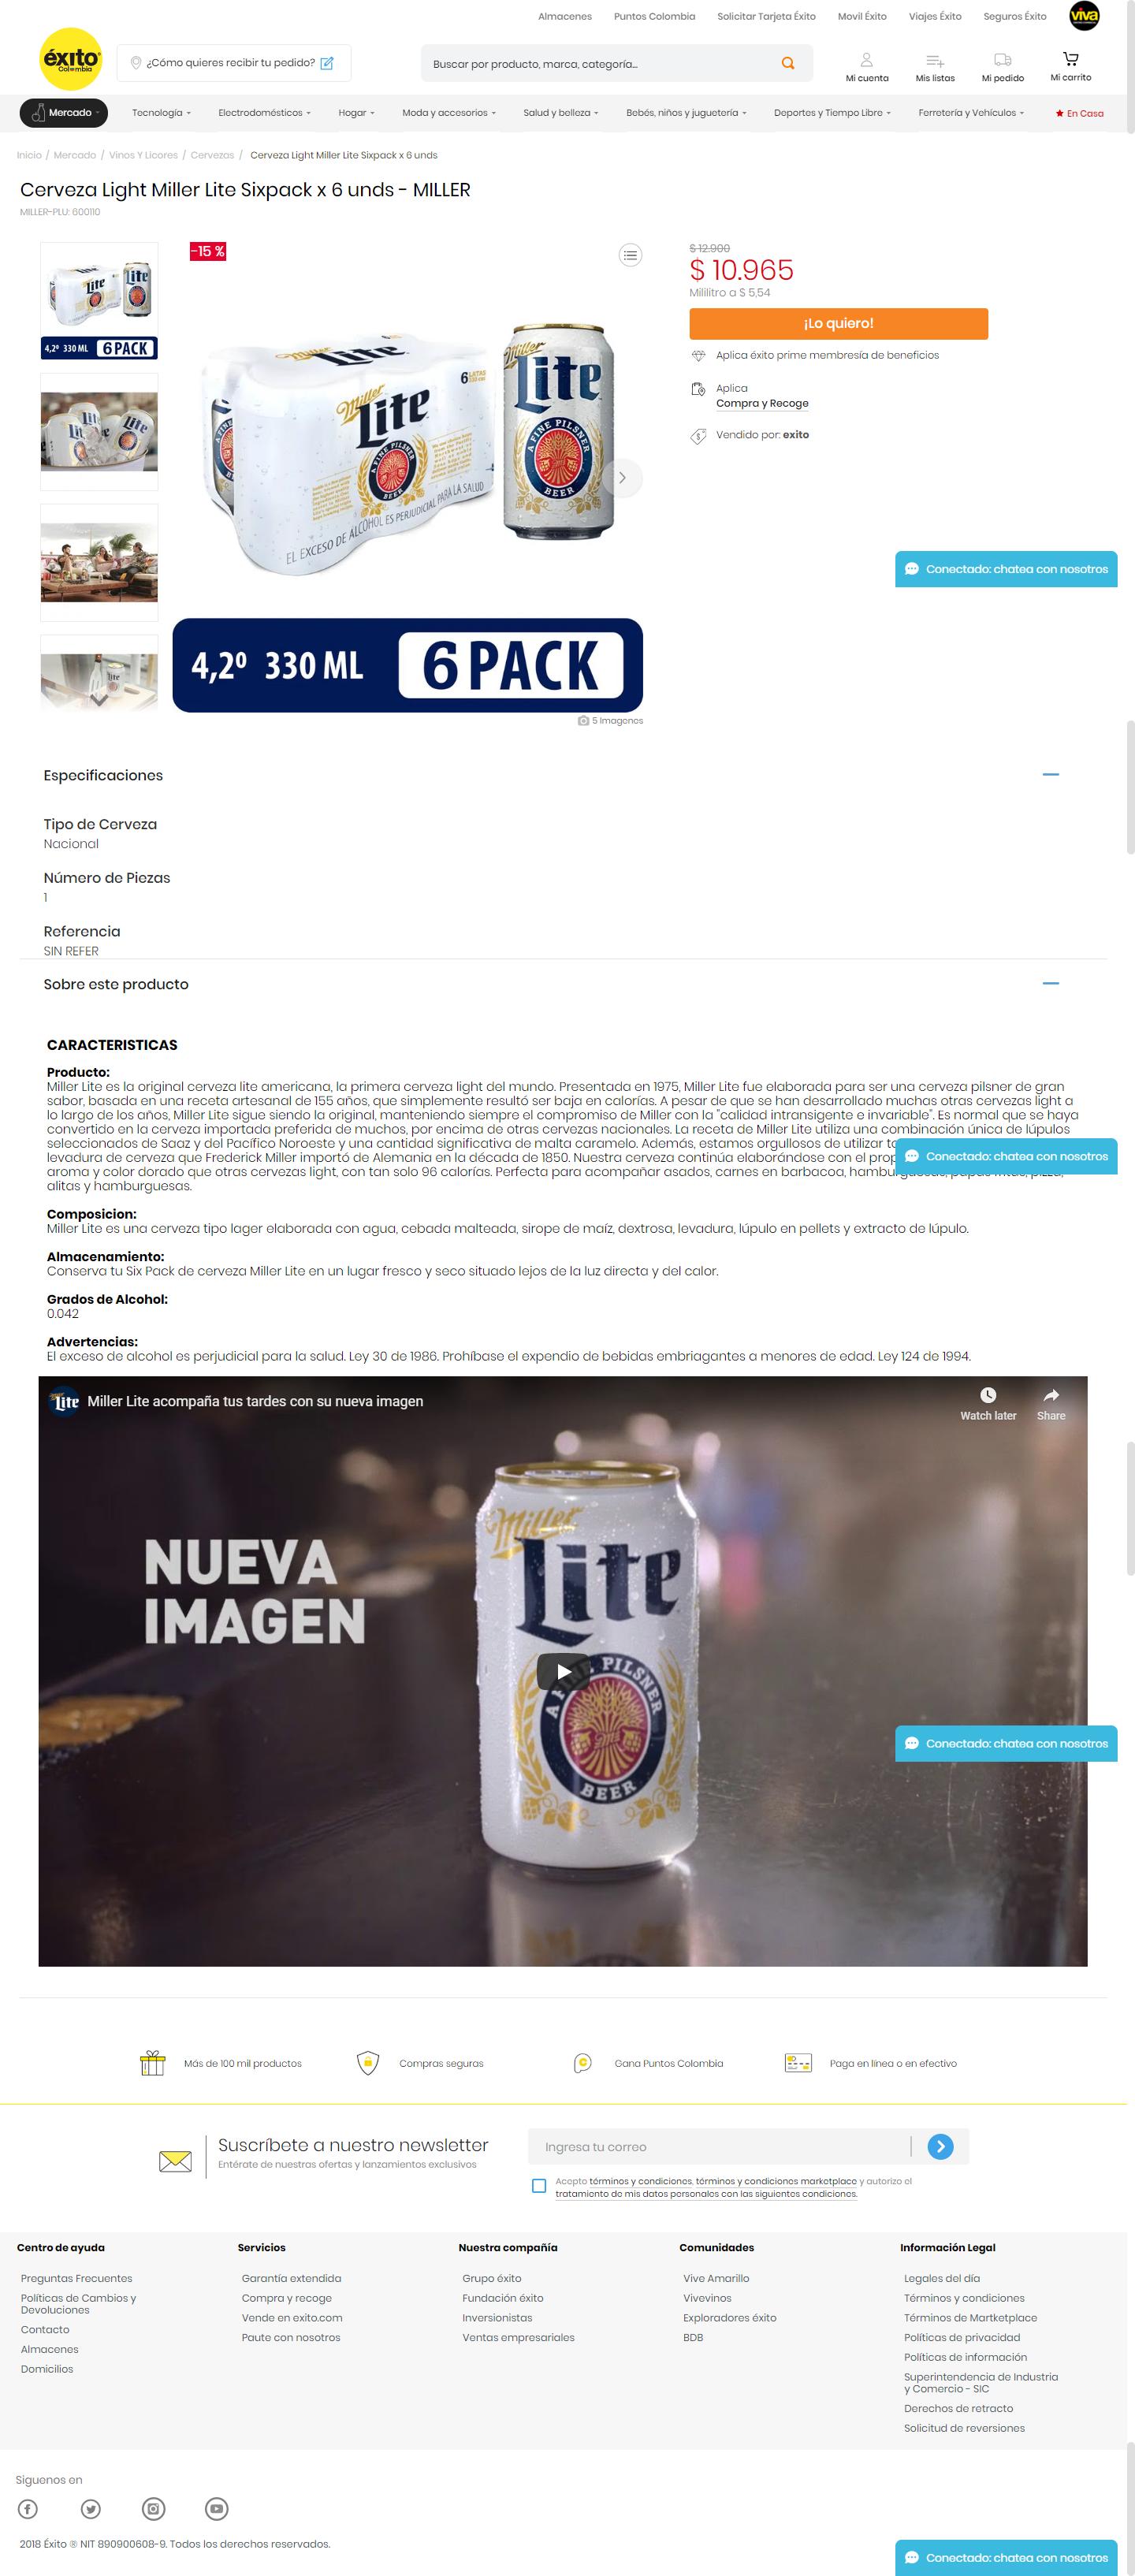 Almacenes Puntos Colombia Solicitar Tarjeta Éxito Movil Éxito Viajes Éxito Seguros Éxito viva
éxito
Colombia
¿Cómo quieres recibir tu pedido?
Buscar por producto, marca, categoría...
Mi cuenta Mis listas Mi pedido Mi carrito
Mercado Tecnología Electrodomésticos Hogar Moda y accesorios Salud y belleza Bebés, niños y juguetería Deportes y Tiempo Libre Ferretería y Vehículos En Casa
Inicio / Mercado / Vinos Y Licores / Cervezas / Cerveza Light Miller Lite Sixpack x 6 unds
Cerveza Light Miller Lite Sixpack x 6 unds - MILLER
MILLER-PLU: 600110
-15 %
Miller
Lite
A FINE PILSNER
BEER
6 LATAS
EL EXCESO DE ALCOHOL ES PERJUDICIAL PARA LA SALUD
Miller
Lite
A FINE PILSNER
BEER
4,2º 330 ML 6 PACK
4,2º 330 ML 6 PACK
5 Imagenes
$ 12.900
$ 10.965
Mililitro a $ 5,54
¡Lo quiero!
Aplica éxito prime membresía de beneficios
Aplica
Compra y Recoge
Vendido por: exito
Conectado: chatea con nosotros
Especificaciones
Tipo de Cerveza
Nacional
Número de Piezas
1
Referencia
SIN REFER
Sobre este producto
CARACTERISTICAS
Producto:
Miller Lite es la original cerveza lite americana, la primera cerveza light del mundo. Presentada en 1975, Miller Lite fue elaborada para ser una cerveza pilsner de gran
sabor, basada en una receta artesanal de 155 años, que simplemente resultó ser baja en calorías. A pesar de que se han desarrollado muchas otras cervezas light a
lo largo de los años, Miller Lite sigue siendo la original, manteniendo siempre el compromiso de Miller con la "calidad intransigente e invariable". Es normal que se haya
convertido en la cerveza importada preferida de muchos, por encima de otras cervezas nacionales. La receta de Miller Lite utiliza una combinación única de lúpulos
seleccionados de Saaz y del Pacífico Noroeste y una cantidad significativa de malta caramelo. Además, estamos orgullosos de utilizar
levadura de cerveza que Frederick Miller importó de Alemania en la década de 1850. Nuestra cerveza continúa elaborándose con el
Conectado: chatea con nosotros
aroma y color dorado que otras cervezas light, con tan solo 96 calorías. Perfecta para acompañar asados, carnes en barbacoa,
alitas y hamburguesas.
Composicion:
Miller Lite es una cerveza tipo lager elaborada con agua, cebada malteada, sirope de maíz, dextrosa, levadura, lúpulo en pellets y extracto de lúpulo.
Almacenamiento:
Conserva tu Six Pack de cerveza Miller Lite en un lugar fresco y seco situado lejos de la luz directa y del calor.
Grados de Alcohol:
0.042
Advertencias:
El exceso de alcohol es perjudicial para la salud. Ley 30 de 1986. Prohíbase el expendio de bebidas embriagantes a menores de edad. Ley 124 de 1994.
Miller Lite acompaña tus tardes con su nueva imagen
Watch later Share
NUEVA
IMAGEN
Miller
Lite
A FINE PILSNER
BEER
Conectado: chatea con nosotros
Más de 100 mil productos Compras seguras Gana Puntos Colombia Paga en línea o en efectivo
Suscríbete a nuestro newsletter
Entérate de nuestras ofertas y lanzamientos exclusivos
Ingresa tu correo
Acepto términos y condiciones, términos y condiciones marketplace y autorizo el
tratamiento de mis datos personales con las siguientes condiciones.
Centro de ayuda
Preguntas Frecuentes
Políticas de Cambios y
Devoluciones
Contacto
Almacenes
Domicilios
Servicios
Garantía extendida
Compra y recoge
Vende en exito.com
Paute con nosotros
Nuestra compañía
Grupo éxito
Fundación éxito
Inversionistas
Ventas empresariales
Comunidades
Vive Amarillo
Vivevinos
Exploradores éxito
BDB
Información Legal
Legales del día
Términos y condiciones
Términos de Martketplace
Políticas de privacidad
Políticas de información
Superintendencia de Industria
y Comercio - SIC
Derechos de retracto
Solicitud de reversiones
Siguenos en
2018 Éxito ® NIT 890900608-9. Todos los derechos reservados.
Conectado: chatea con nosotros